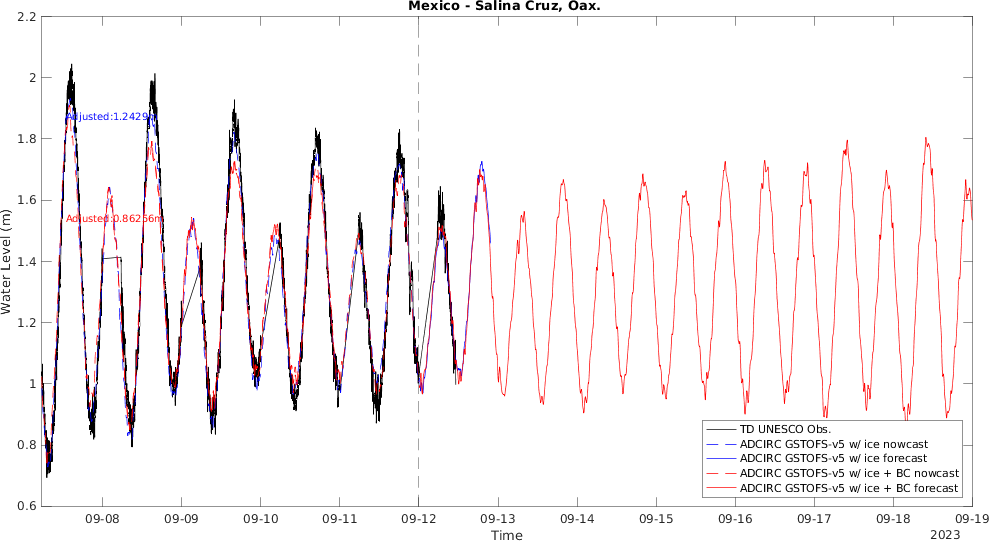 Mexico - Salina Cruz, Oax.
2.2
2
1.8
1.6
1.4
1.2
1
0.8
0.6
Water Level (m)
Adjusted:1.2429m
Adjusted:0.86256m
TD UNESCO Obs.
ADCIRC GSTOFS-v5 w/ ice nowcast
ADCIRC GSTOFS-v5 w/ ice forecast
ADCIRC GSTOFS-v5 w/ ice + BC nowcast
ADCIRC GSTOFS-v5 w/ ice + BC forecast
09-08 09-09 09-10 09-11 09-12 09-13 09-14 09-15 09-16 09-17 09-18 09-19
Time
2023